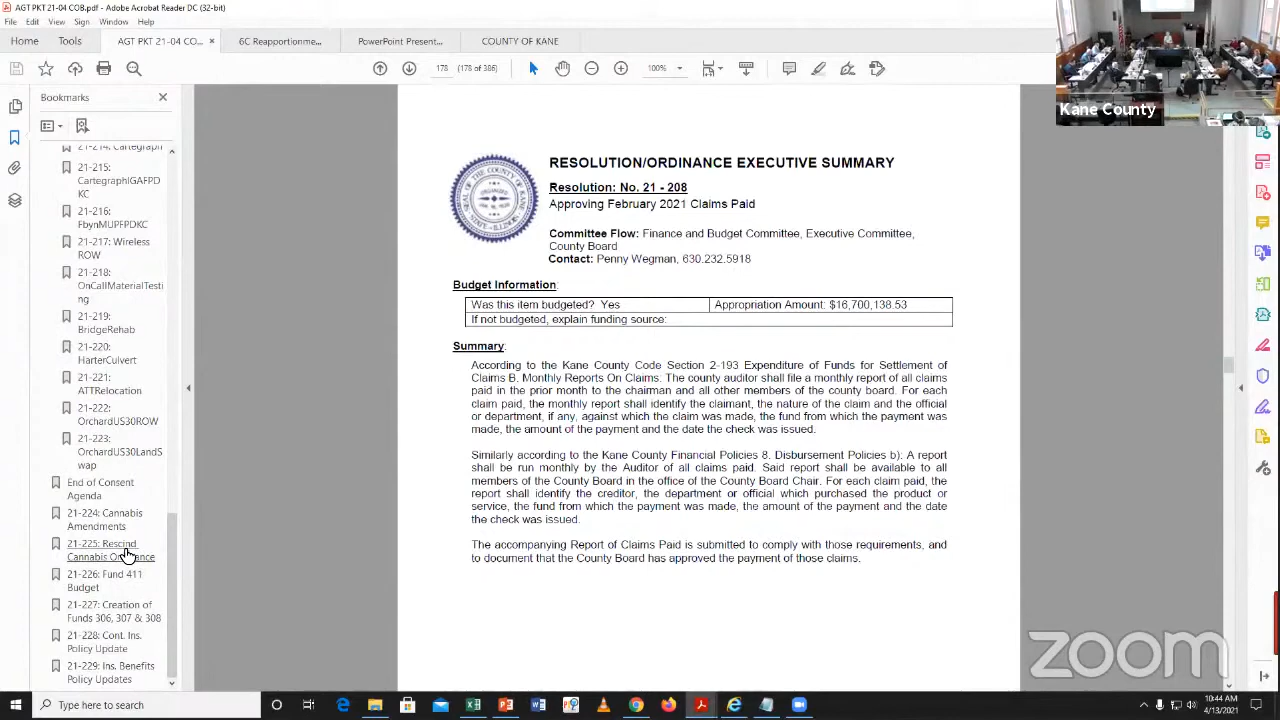 AGT PKT 21-04 COB.pdf - Adobe Acrobat Reader DC (32-bit)
File Edit View Sign Window Help
Home Tools AGT PKT 21-04 CO... × 6C Reapportionme... PowerPoint Present... COUNTY OF KANE
178 (178 of 386) 100%
Kane County
Bookmarks
21-214: Cartegraph
21-215:
CartegraphIGAFPD
KC
21-216:
FbynMUPFPDKC
21-217: Wireless
ROW
21-218:
OnCallMaterialTesti
ng
21-219:
BridgeRehab
21-220:
HarterCulvert
21-221:
ATTRelocation
21-222:
OrchardUS30ROW
21-223:
OrchardUS30LandS
wap
End of Consent
Agenda
21-224: Cannabis
Amendments
21-225: Rescind
Cannabis
21-226: Fund 411
Budget
21-227: Creation of
Funds 306, 307 & 308
21-228: Cont. Ins.
Policy Update
21-229: Ins. Benefits
Policy Updates
RESOLUTION/ORDINANCE EXECUTIVE SUMMARY
Resolution: No. 21 - 208
Approving February 2021 Claims Paid
Committee Flow: Finance and Budget Committee, Executive Committee,
County Board
Contact: Penny Wegman, 630.232.5918
Budget Information:
Was this item budgeted? Yes Appropriation Amount: $16,700,138.53
If not budgeted, explain funding source:
Summary:
According to the Kane County Code Section 2-193 Expenditure of Funds for Settlement of
Claims B. Monthly Reports On Claims: The county auditor shall file a monthly report of all claims
paid in the prior month to the chairman and all other members of the county board. For each
claim paid, the monthly report shall identify the claimant, the nature of the claim and the official
or department, if any, against which the claim was made, the fund from which the payment was
made, the amount of the payment and the date the check was issued.
Similarly according to the Kane County Financial Policies 8. Disbursement Policies b): A report
shall be run monthly by the Auditor of all claims paid. Said report shall be available to all
members of the County Board in the office of the County Board Chair. For each claim paid, the
report shall identify the creditor, the department or official which purchased the product or
service, the fund from which the payment was made, the amount of the payment and the date
the check was issued.
The accompanying Report of Claims Paid is submitted to comply with those requirements, and
to document that the County Board has approved the payment of those claims.
zoom
Type here to search
10:44 AM
4/13/2021